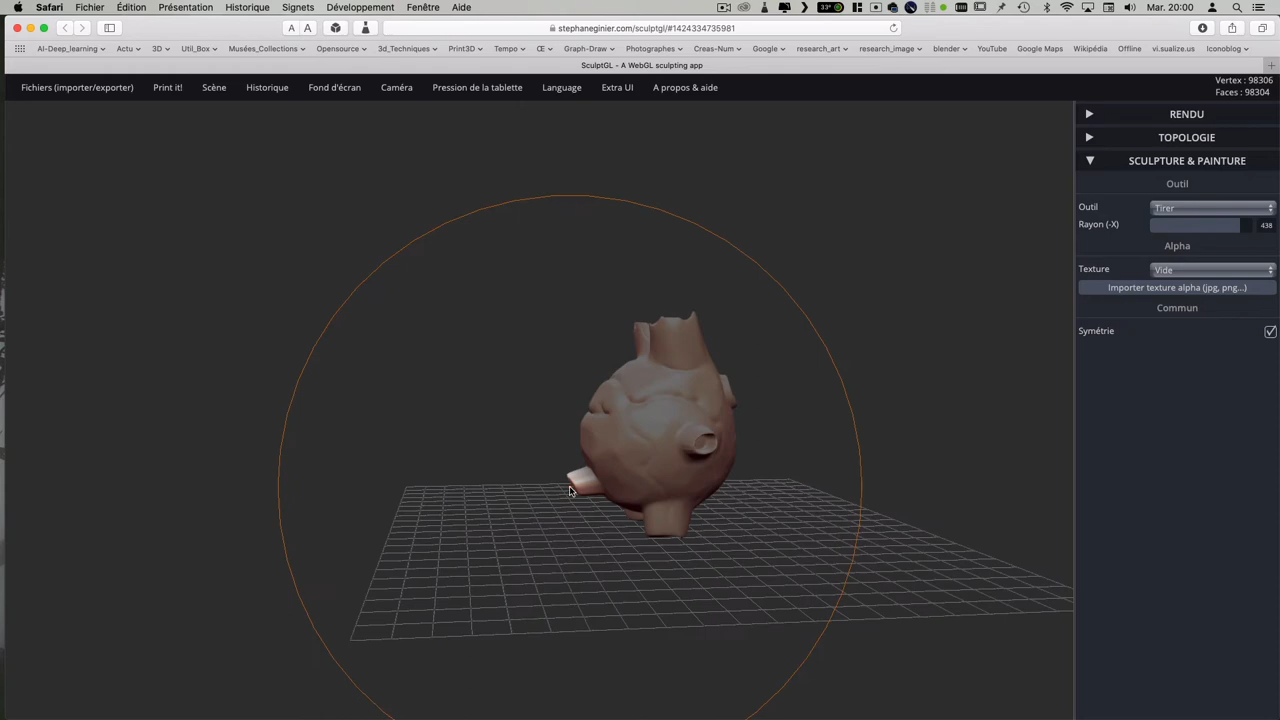 Safari Fichier Édition Présentation Historique Signets Développement Fenêtre Aide 33° Mar. 20:00
A A stephaneginier.com/sculptgl/#1424334735981
AI-Deep_learning Actu 3D Util_Box Musées_Collections Opensource 3d_Techniques Print3D Tempo Œ Graph-Draw Photographes Creas-Num Google research_art research_image blender YouTube Google Maps Wikipédia Offline vi.sualize.us Iconoblog
SculptGL - A WebGL sculpting app
Fichiers (importer/exporter) Print it! Scène Historique Fond d'écran Caméra Pression de la tablette Language Extra UI A propos & aide
Vertex : 98306
Faces : 98304
RENDU
TOPOLOGIE
SCULPTURE & PAINTURE
Outil
Outil Tirer
Rayon (-X) 438
Alpha
Texture Vide
Importer texture alpha (jpg, png...)
Commun
Symétrie